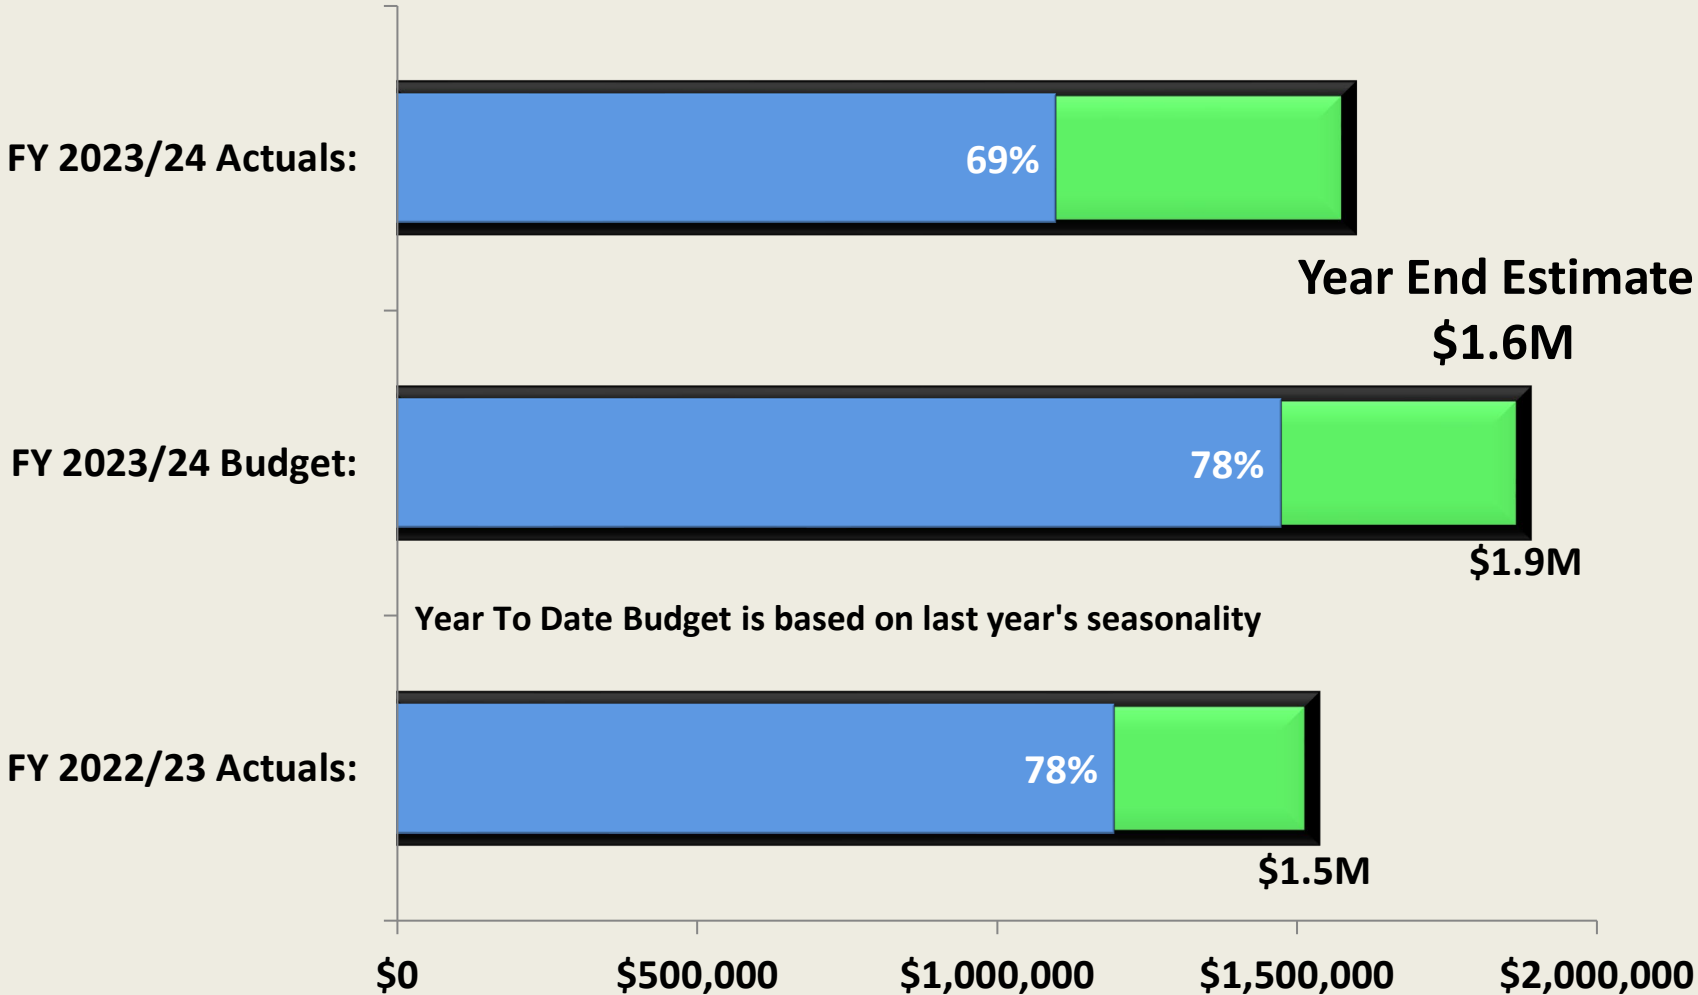 FY 2023/24 Actuals:
69%
Year End Estimate
$1.6M
FY 2023/24 Budget:
78%
$1.9M
Year To Date Budget is based on last year's seasonality
FY 2022/23 Actuals:
78%
$1.5M
$0
$500,000
$1,000,000
$1,500,000
$2,000,000